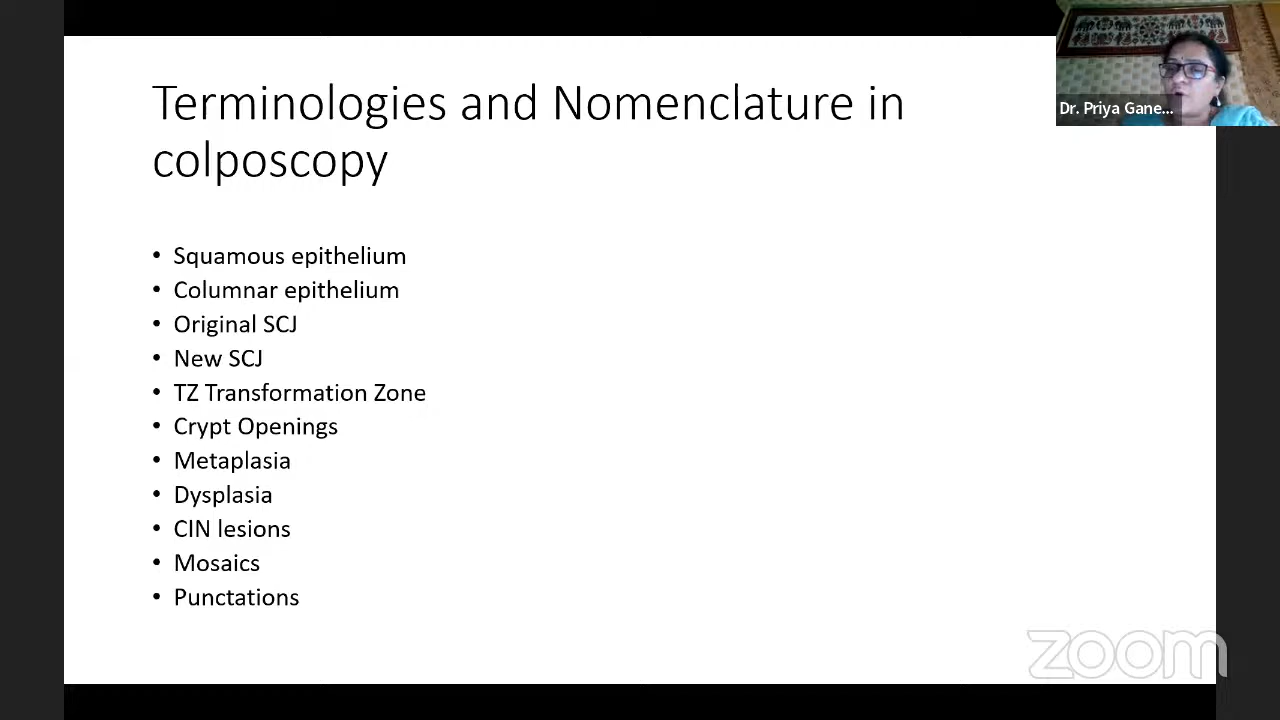 Terminologies and Nomenclature in
colposcopy
• Squamous epithelium
• Columnar epithelium
• Original SCJ
• New SCJ
• TZ Transformation Zone
• Crypt Openings
• Metaplasia
• Dysplasia
• CIN lesions
• Mosaics
• Punctations
Dr. Priya Gane...
zoom